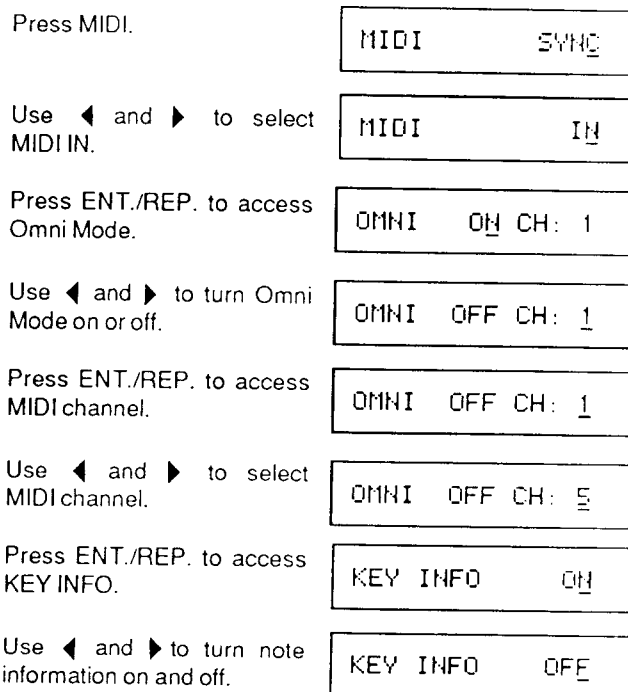 Press MIDI.
MIDI SYNC
Use ◀ and ▶ to select
MIDI IN.
MIDI IN
Press ENT./REP. to access
Omni Mode.
OMNI ON CH: 1
Use ◀ and ▶ to turn Omni
Mode on or off.
OMNI OFF CH: 1
Press ENT./REP. to access
MIDI channel.
OMNI OFF CH: 1
Use ◀ and ▶ to select
MIDI channel.
OMNI OFF CH: 5
Press ENT./REP. to access
KEY INFO.
KEY INFO ON
Use ◀ and ▶ to turn note
information on and off.
KEY INFO OFF